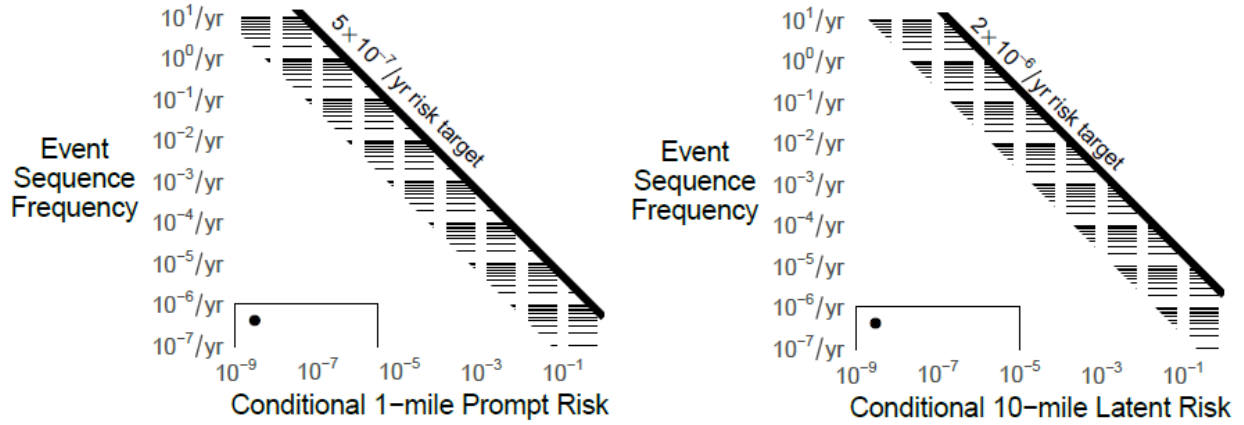 10¹/yr
10⁰/yr
10⁻¹/yr
10⁻²/yr
10⁻³/yr
10⁻⁴/yr
10⁻⁵/yr
10⁻⁶/yr
10⁻⁷/yr
Event
Sequence
Frequency
5×10⁻⁷/yr risk target
10⁻⁹
10⁻⁷
10⁻⁵
10⁻³
10⁻¹
Conditional 1−mile Prompt Risk
10¹/yr
10⁰/yr
10⁻¹/yr
10⁻²/yr
10⁻³/yr
10⁻⁴/yr
10⁻⁵/yr
10⁻⁶/yr
10⁻⁷/yr
Event
Sequence
Frequency
2×10⁻⁶/yr risk target
10⁻⁹
10⁻⁷
10⁻⁵
10⁻³
10⁻¹
Conditional 10−mile Latent Risk